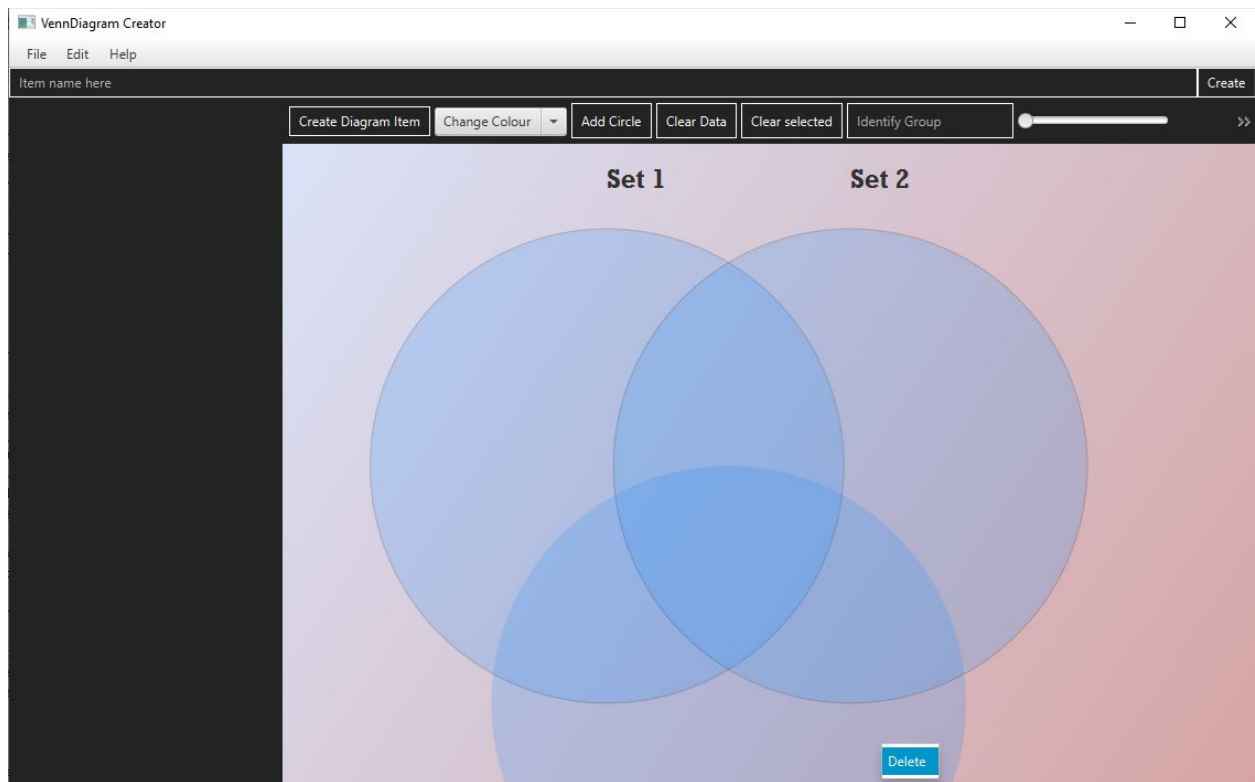 VennDiagram Creator
File Edit Help
Item name here Create
Create Diagram Item Change Colour Add Circle Clear Data Clear selected Identify Group
Set 1 Set 2
Delete